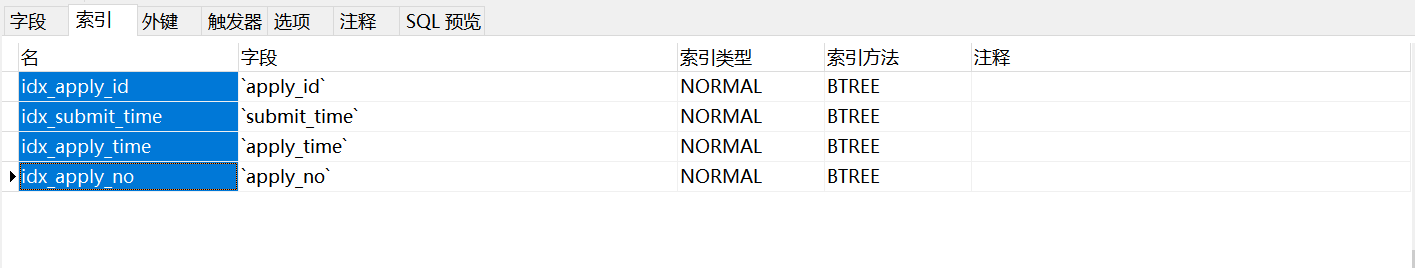 字段 索引 外键 触发器 选项 注释 SQL 预览
名 字段 索引类型 索引方法 注释
idx_apply_id `apply_id` NORMAL BTREE
idx_submit_time `submit_time` NORMAL BTREE
idx_apply_time `apply_time` NORMAL BTREE
idx_apply_no `apply_no` NORMAL BTREE